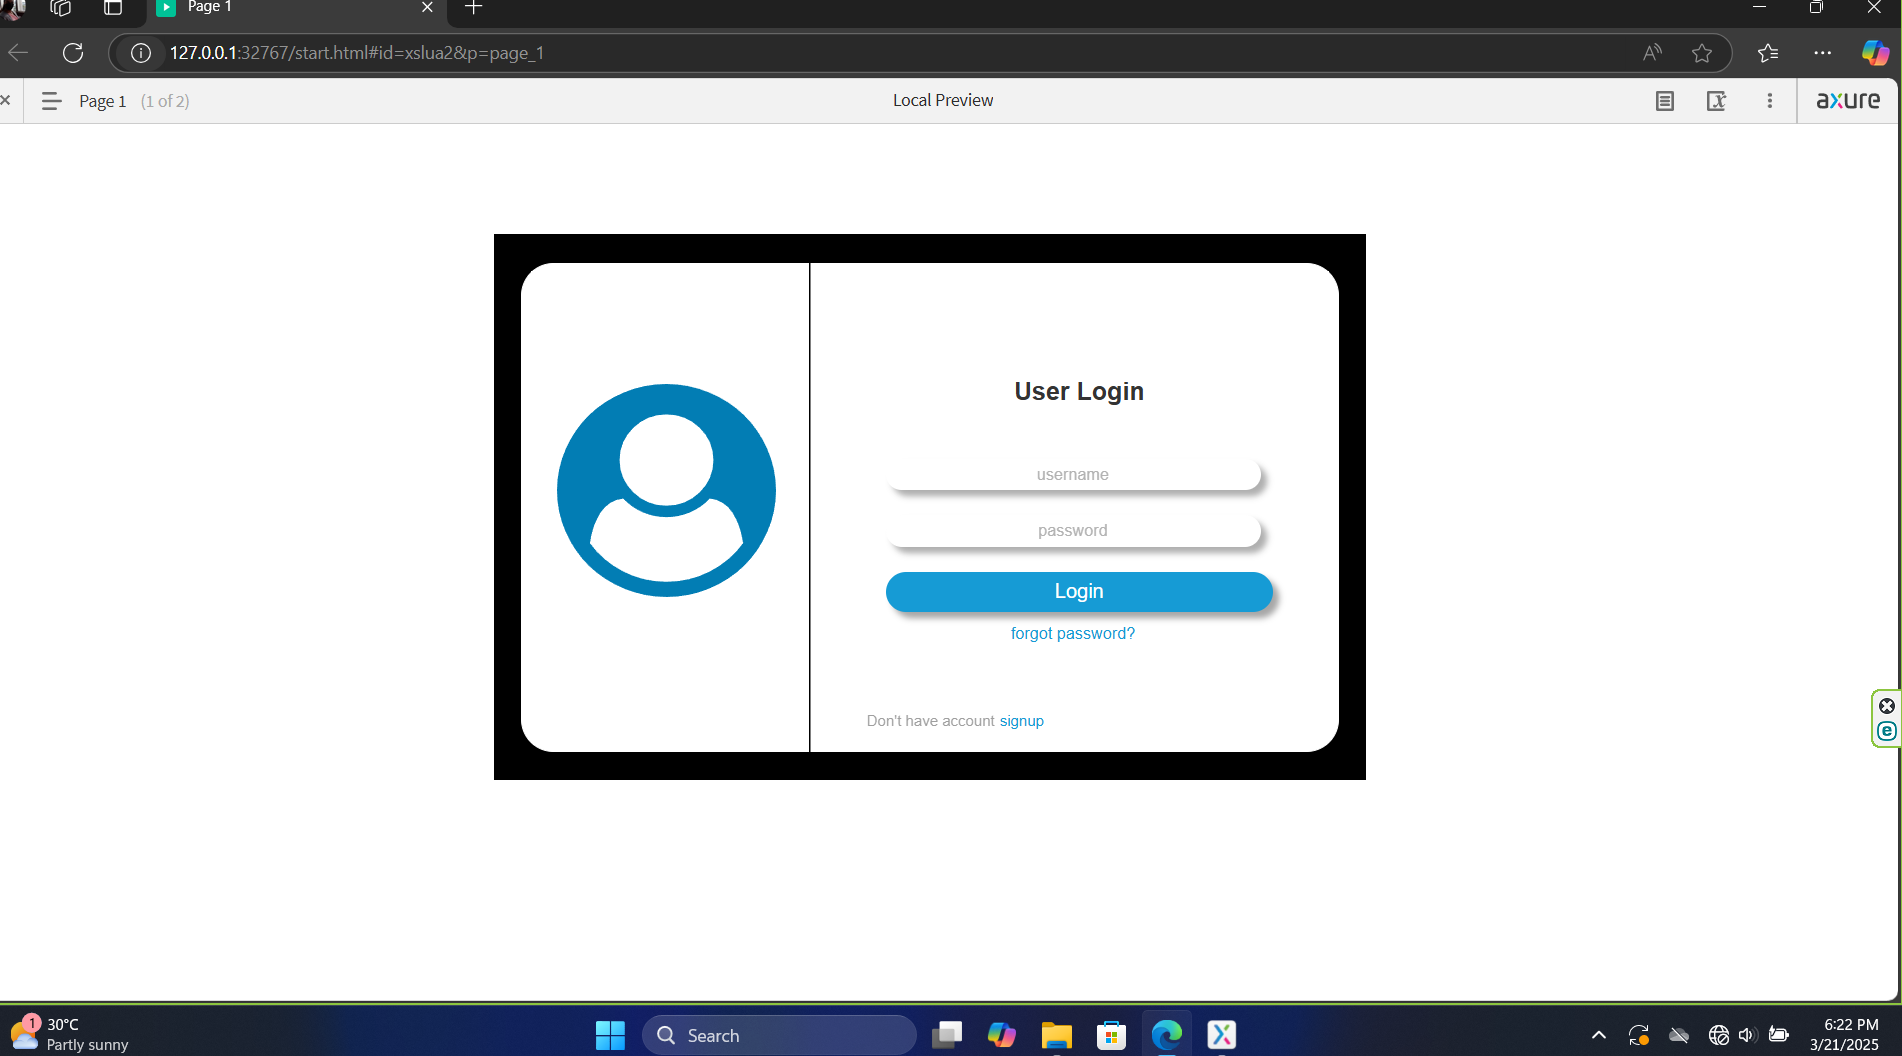 Page 1
127.0.0.1:32767/start.html#id=xslua2&p=page_1
Page 1 (1 of 2)
Local Preview
axure
User Login
username
password
Login
forgot password?
Don't have account signup
1
30°C
Partly sunny
Search
6:22 PM
3/21/2025